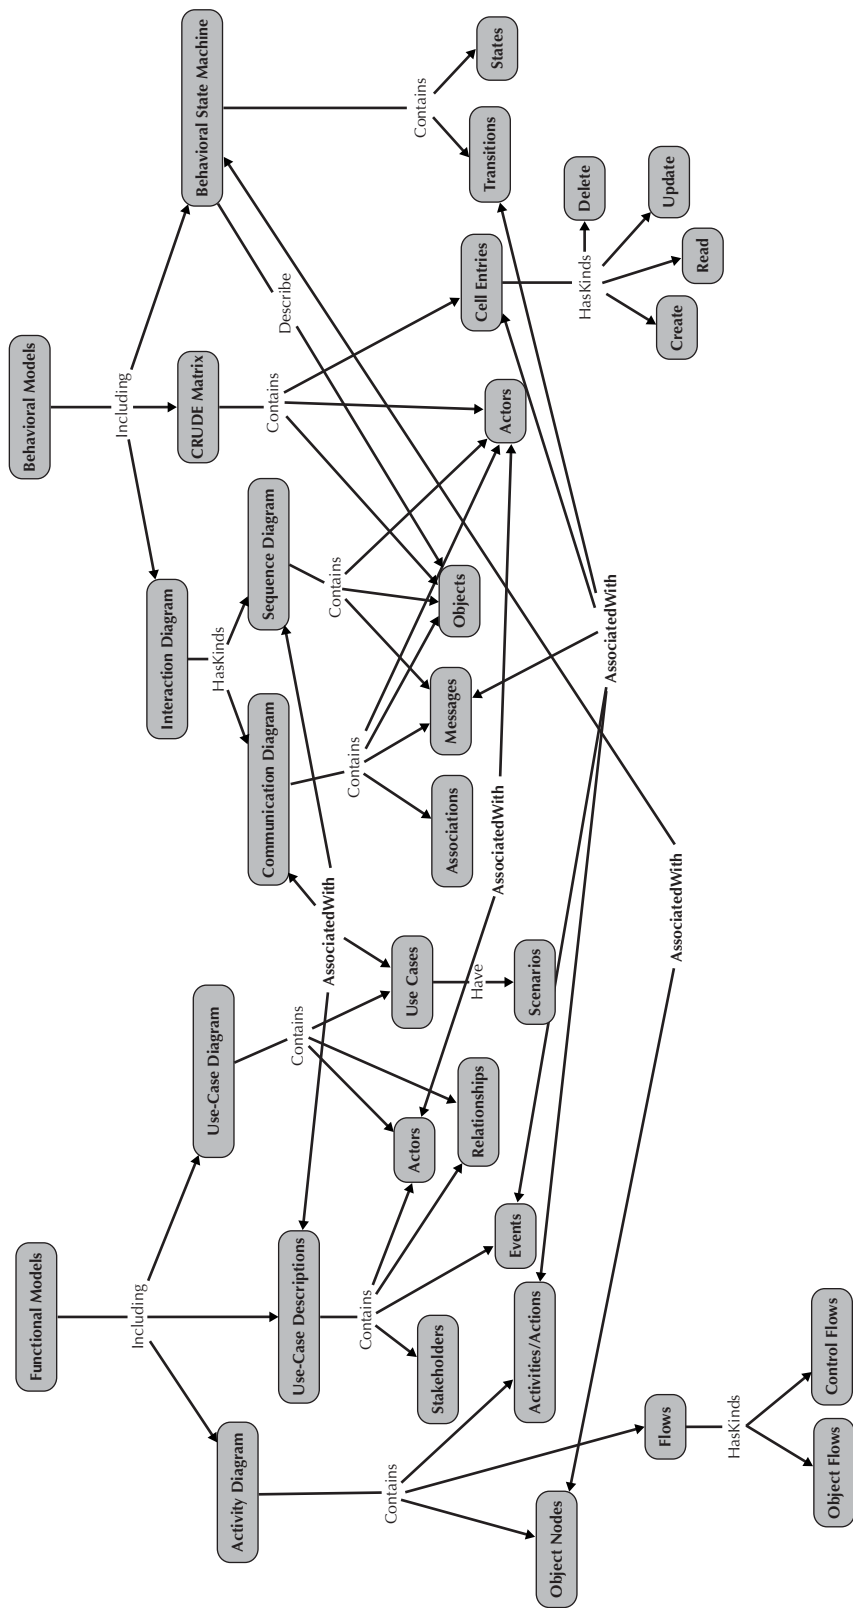 Functional Models
Behavioral Models
Including
Including
Activity Diagram
Use-Case Descriptions
Use-Case Diagram
Interaction Diagram
CRUDE Matrix
Behavioral State Machine
HasKinds
Communication Diagram
Sequence Diagram
Describe
Contains
Contains
Contains
AssociatedWith
Contains
Contains
Contains
Contains
Stakeholders
Actors
Relationships
Use Cases
Associations
Messages
Objects
Actors
Cell Entries
Transitions
States
Have
AssociatedWith
Object Nodes
Activities/Actions
Events
Scenarios
HasKinds
Create
Read
Update
Delete
AssociatedWith
Flows
AssociatedWith
HasKinds
Object Flows
Control Flows